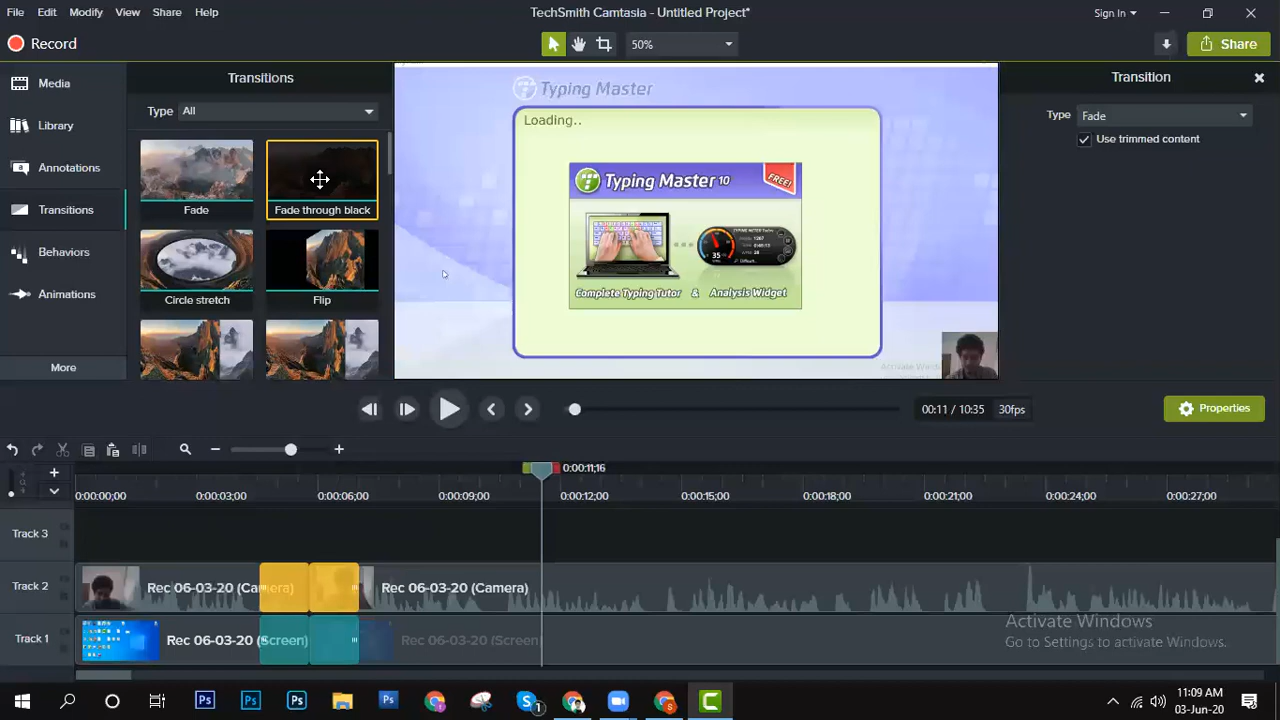 File Edit Modify View Share Help
TechSmith Camtasia - Untitled Project*
Sign In
Record
50%
Share
Media
Library
Annotations
Transitions
Behaviors
Animations
More
Transitions
Type All
Fade
Fade through black
Circle stretch
Flip
Typing Master
Loading..
Typing Master 10
FREE!
35
Complete Typing Tutor & Analysis Widget
Transition
Type Fade
Use trimmed content
00:11 / 10:35 30fps
Properties
0:00:11;16
0:00:00;00 0:00:03;00 0:00:06;00 0:00:09;00 0:00:12;00 0:00:15;00 0:00:18;00 0:00:21;00 0:00:24;00 0:00:27;00
Track 3
Track 2
Rec 06-03-20 (Camera)
Rec 06-03-20 (Camera)
Track 1
Rec 06-03-20 (Screen)
Rec 06-03-20 (Screen)
Activate Windows
Go to Settings to activate Windows.
11:09 AM
03-Jun-20